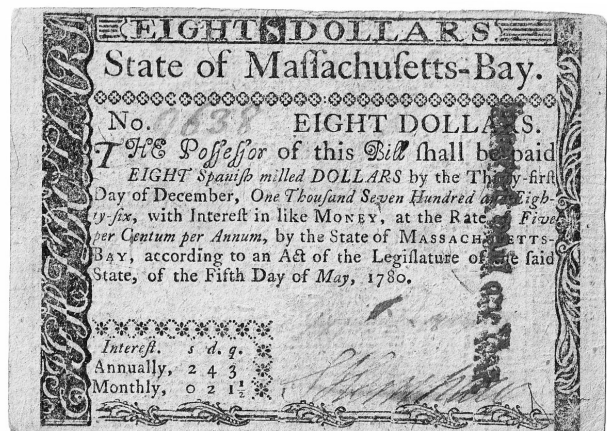 EIGHT DOLLARS
State of Maſſachuſetts-Bay.
No. 9638 EIGHT DOLLARS.
THE Poſſeſſor of this Bill ſhall be paid
EIGHT Spaniſh milled DOLLARS by the Thirty-firſt
Day of December, One Thouſand Seven Hundred and Eigh-
ty-ſix, with Intereſt in like MONEY, at the Rate of Five
per Centum per Annum, by the State of MASSACHUSETTS-
BAY, according to an Act of the Legiſlature of the ſaid
State, of the Fifth Day of May, 1780.
Intereſt. s d. q.
Annually, 2 4 3
Monthly, 0 2 1½